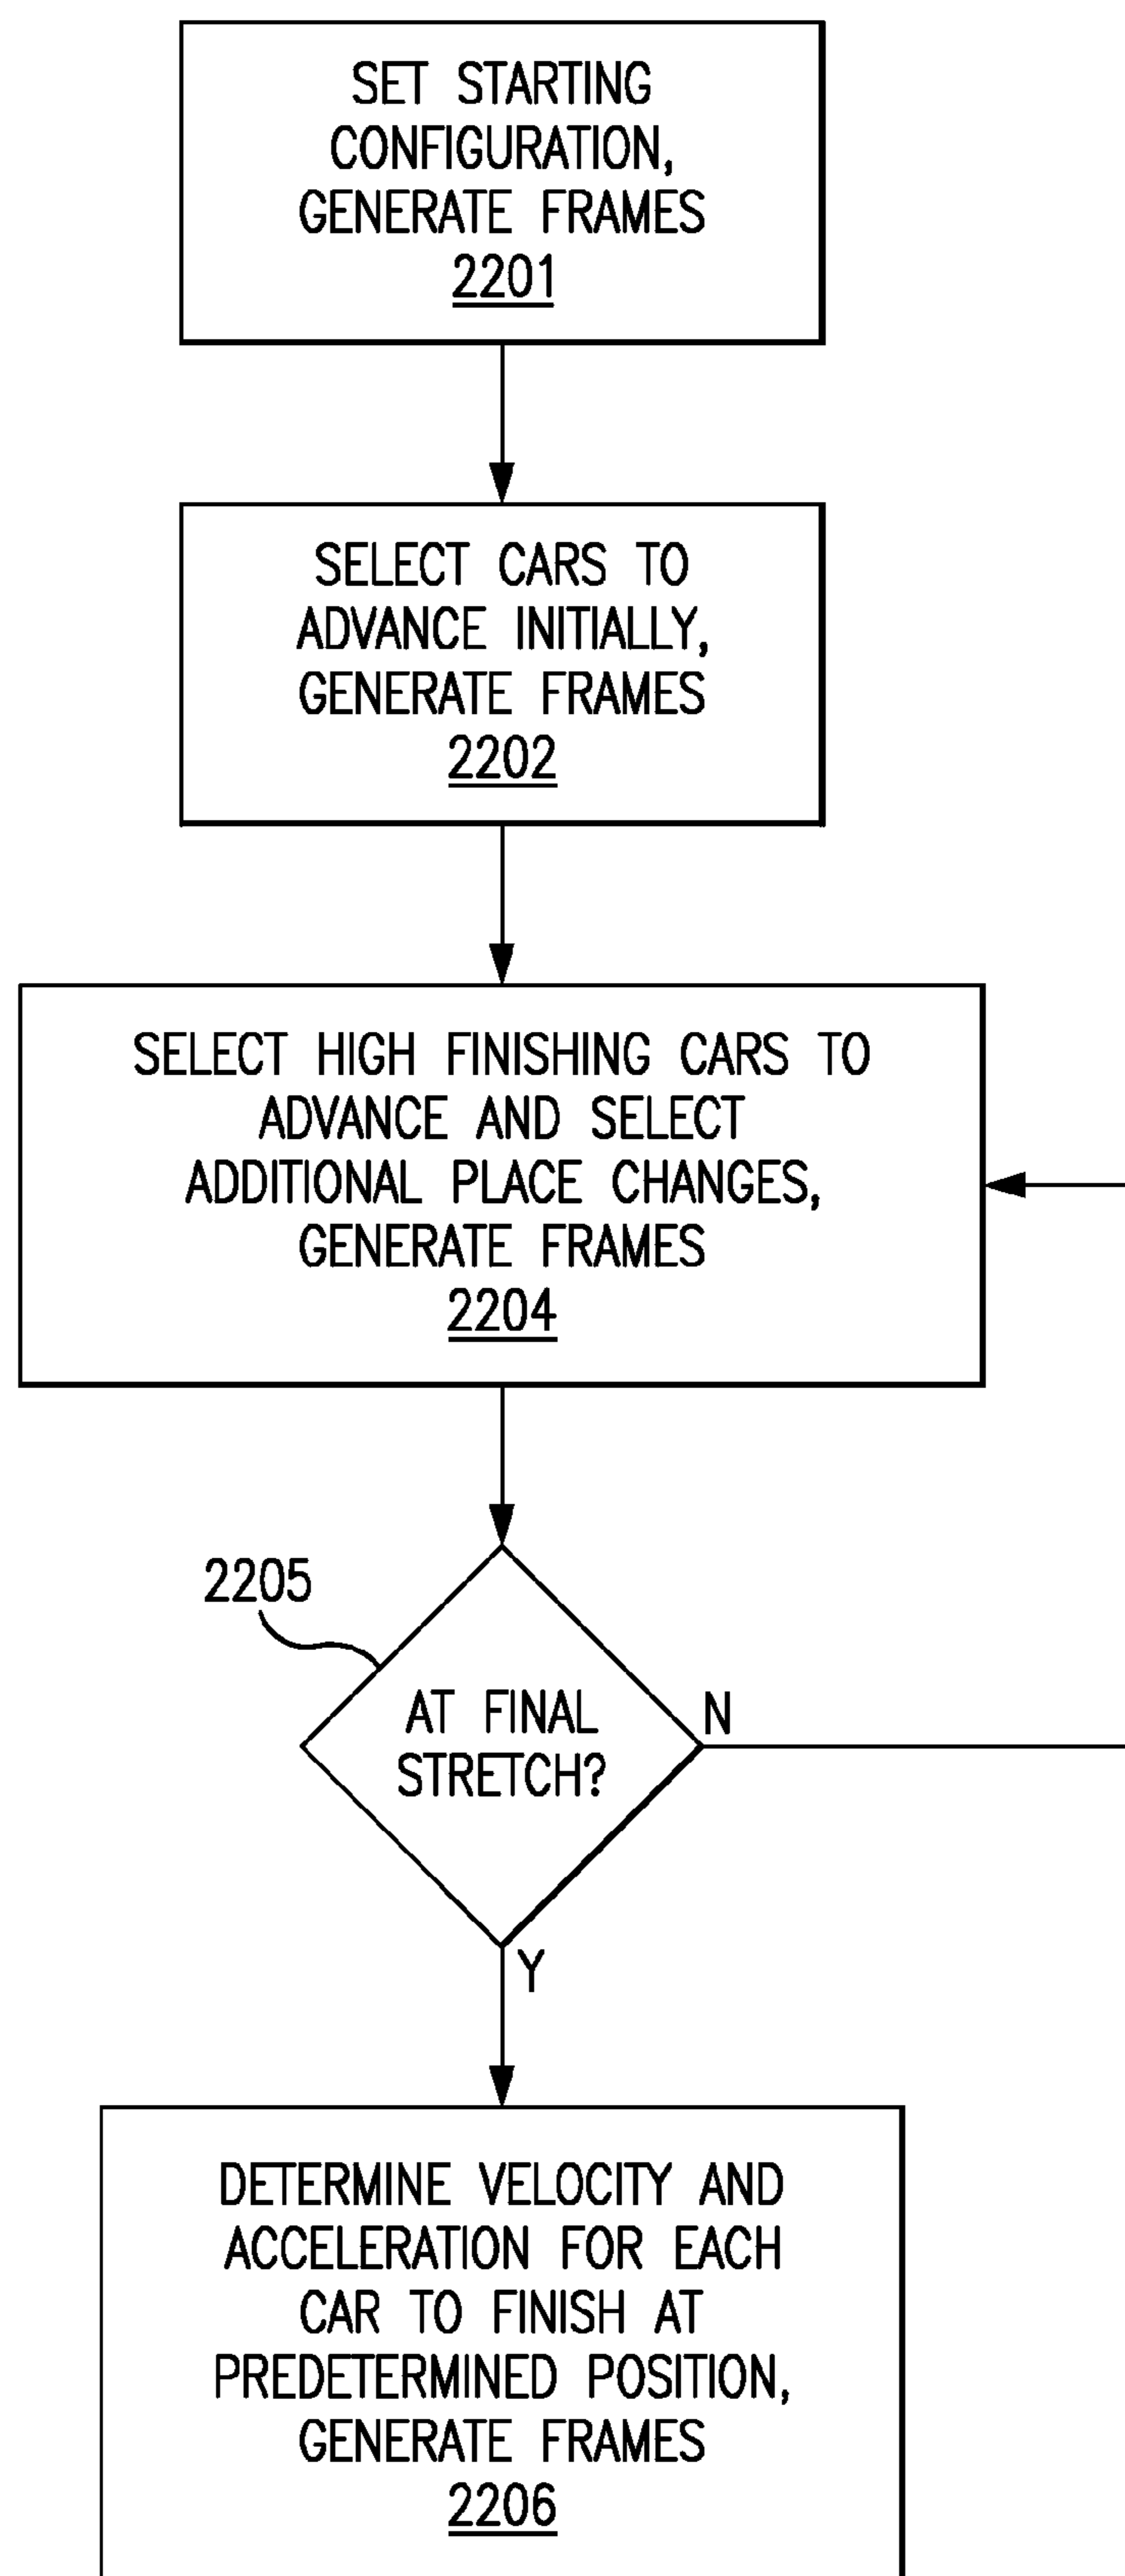 SET STARTING
CONFIGURATION,
GENERATE FRAMES
2201
SELECT CARS TO
ADVANCE INITIALLY,
GENERATE FRAMES
2202
SELECT HIGH FINISHING CARS TO
ADVANCE AND SELECT
ADDITIONAL PLACE CHANGES,
GENERATE FRAMES
2204
2205
AT FINAL
STRETCH?
N
Y
DETERMINE VELOCITY AND
ACCELERATION FOR EACH
CAR TO FINISH AT
PREDETERMINED POSITION,
GENERATE FRAMES
2206